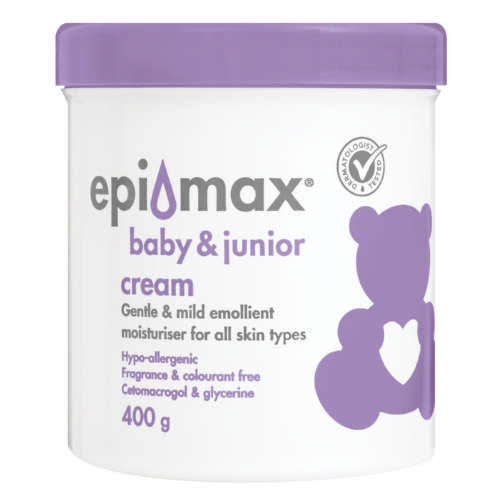 DERMATOLOGIST
TESTED
epimax®
baby & junior
cream
Gentle & mild emollient
moisturiser for all skin types
Hypo-allergenic
Fragrance & colourant free
Cetomacrogol & glycerine
400 g